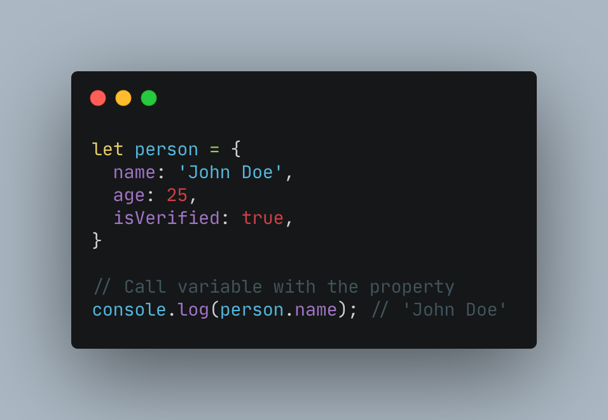 let person = {
  name: 'John Doe',
  age: 25,
  isVerified: true,
}
// Call variable with the property
console.log(person.name); // 'John Doe'